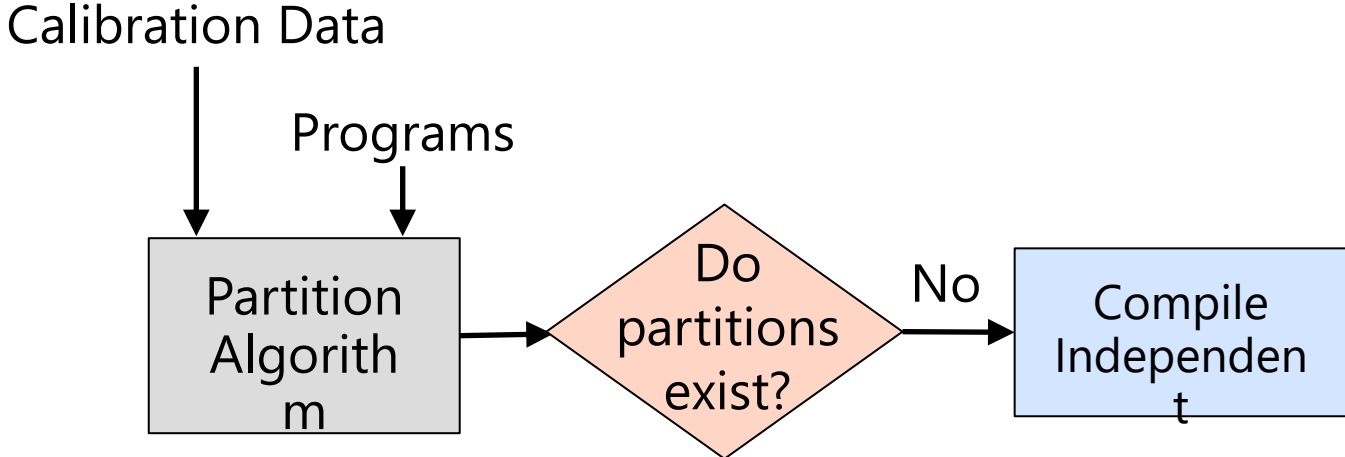 Calibration Data
Programs
Partition
Algorith
m
Do
partitions
exist?
No
Compile
Independen
t